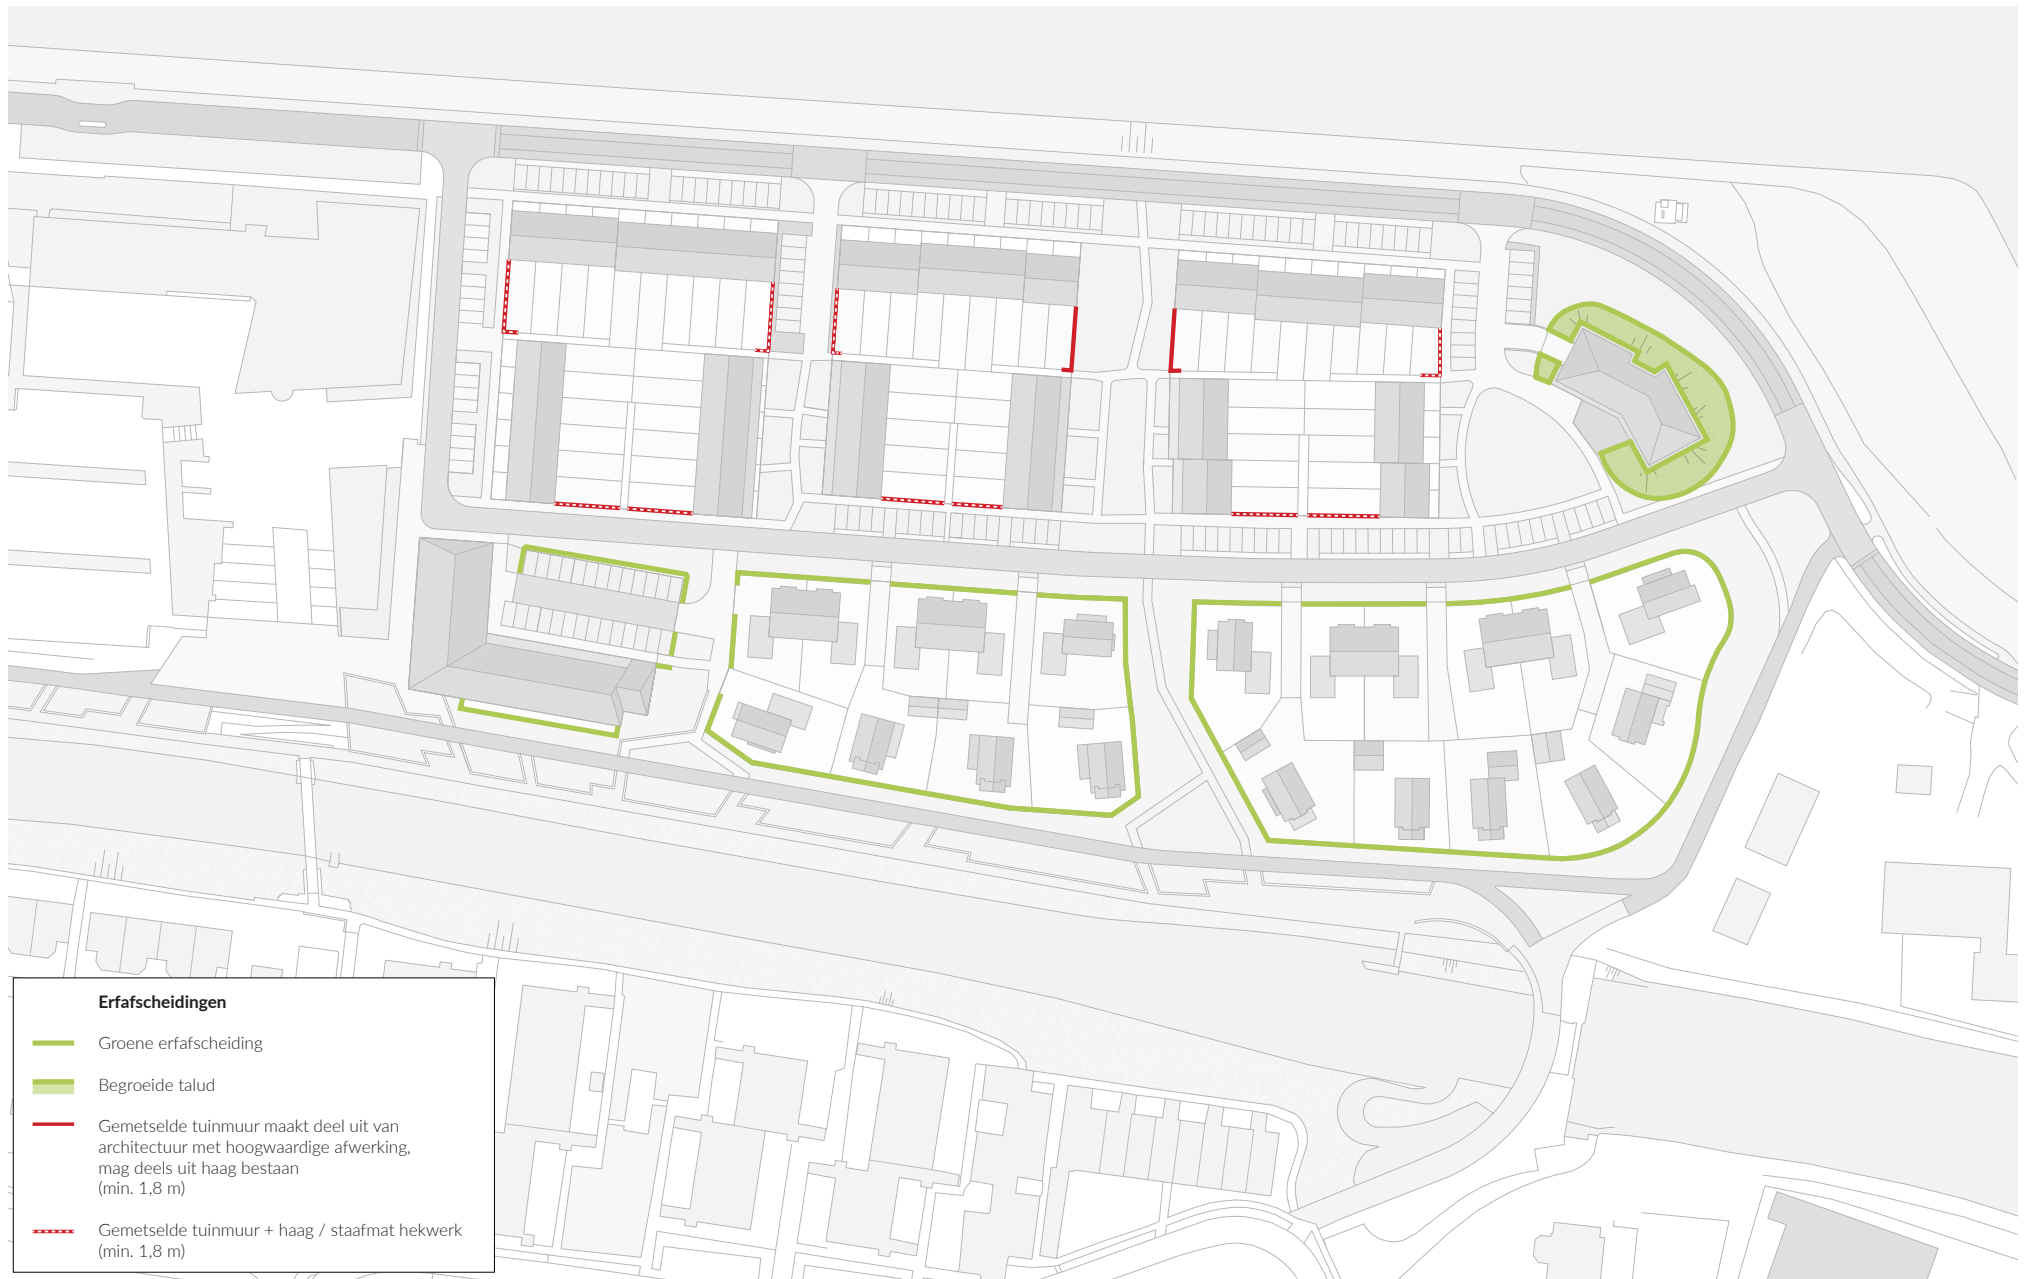 Erfafscheidingen
Groene erfafscheiding
Begroeide talud
Gemetselde tuinmuur maakt deel uit van
architectuur met hoogwaardige afwerking,
mag deels uit haag bestaan
(min. 1,8 m)
Gemetselde tuinmuur + haag / staafmat hekwerk
(min. 1,8 m)